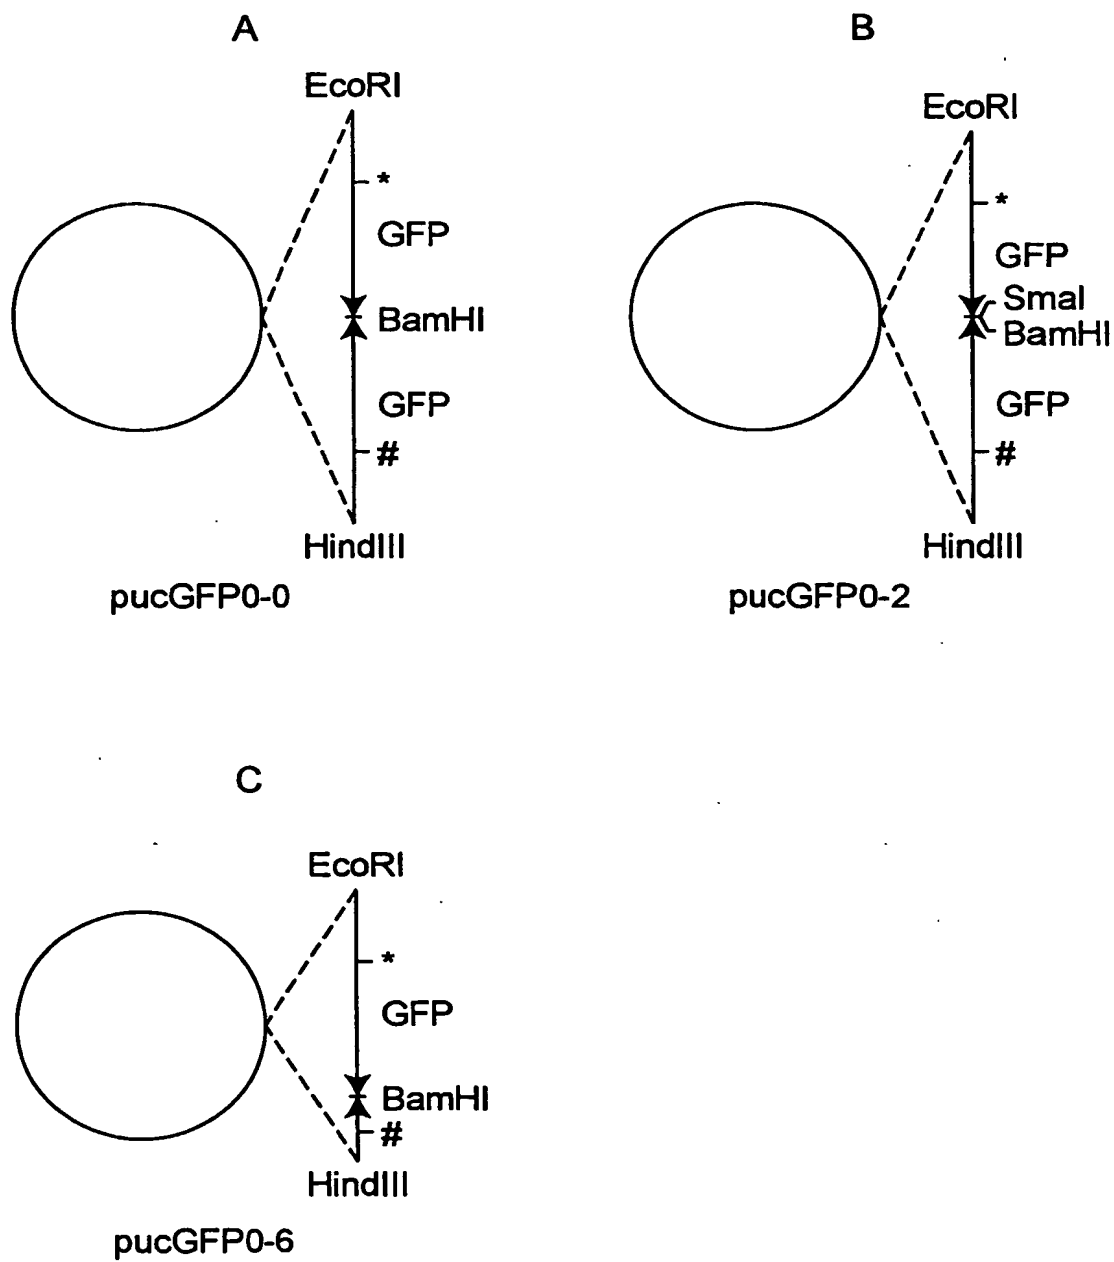 A
EcoRI
*
GFP
BamHI
GFP
#
HindIII
pucGFP0-0
B
EcoRI
*
GFP
SmaI
BamHI
GFP
#
HindIII
pucGFP0-2
C
EcoRI
*
GFP
BamHI
#
HindIII
pucGFP0-6